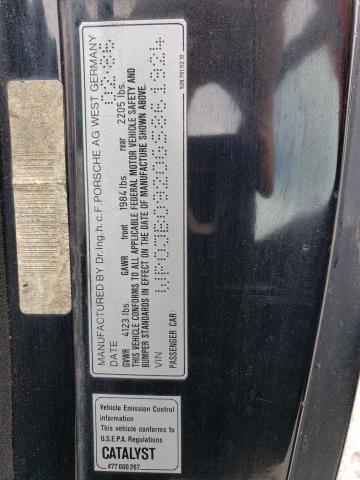 MANUFACTURED BY Dr. Ing. h. c. F. PORSCHE AG WEST GERMANY
DATE
GVWR 4123 lbs. GAWR front 1984 lbs. rear 2205 lbs.
THIS VEHICLE CONFORMS TO ALL APPLICABLE FEDERAL MOTOR VEHICLE SAFETY AND
BUMPER STANDARDS IN EFFECT ON THE DATE OF MANUFACTURE SHOWN ABOVE.
VIN
PASSENGER CAR
Vehicle Emission Control
information
This vehicle conforms to
U.S.E.P.A. Regulations
CATALYST
477 000 267